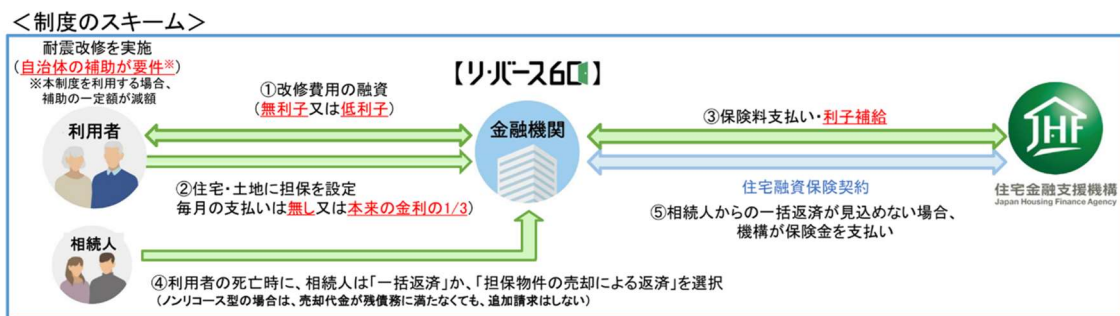 <制度のスキーム>
耐震改修を実施
(自治体の補助が要件※)
※本制度を利用する場合、
補助の一定額が減額
利用者
①改修費用の融資
(無利子又は低利子)
【リ・バース60】
金融機関
③保険料支払い・利子補給
JHF
住宅金融支援機構
Japan Housing Finance Agency
②住宅・土地に担保を設定
毎月の支払いは無し又は本来の金利の1/3)
住宅融資保険契約
⑤相続人からの一括返済が見込めない場合、
機構が保険金を支払い
相続人
④利用者の死亡時に、相続人は「一括返済」か、「担保物件の売却による返済」を選択
(ノンリコース型の場合は、売却代金が残債務に満たなくても、追加請求はしない)